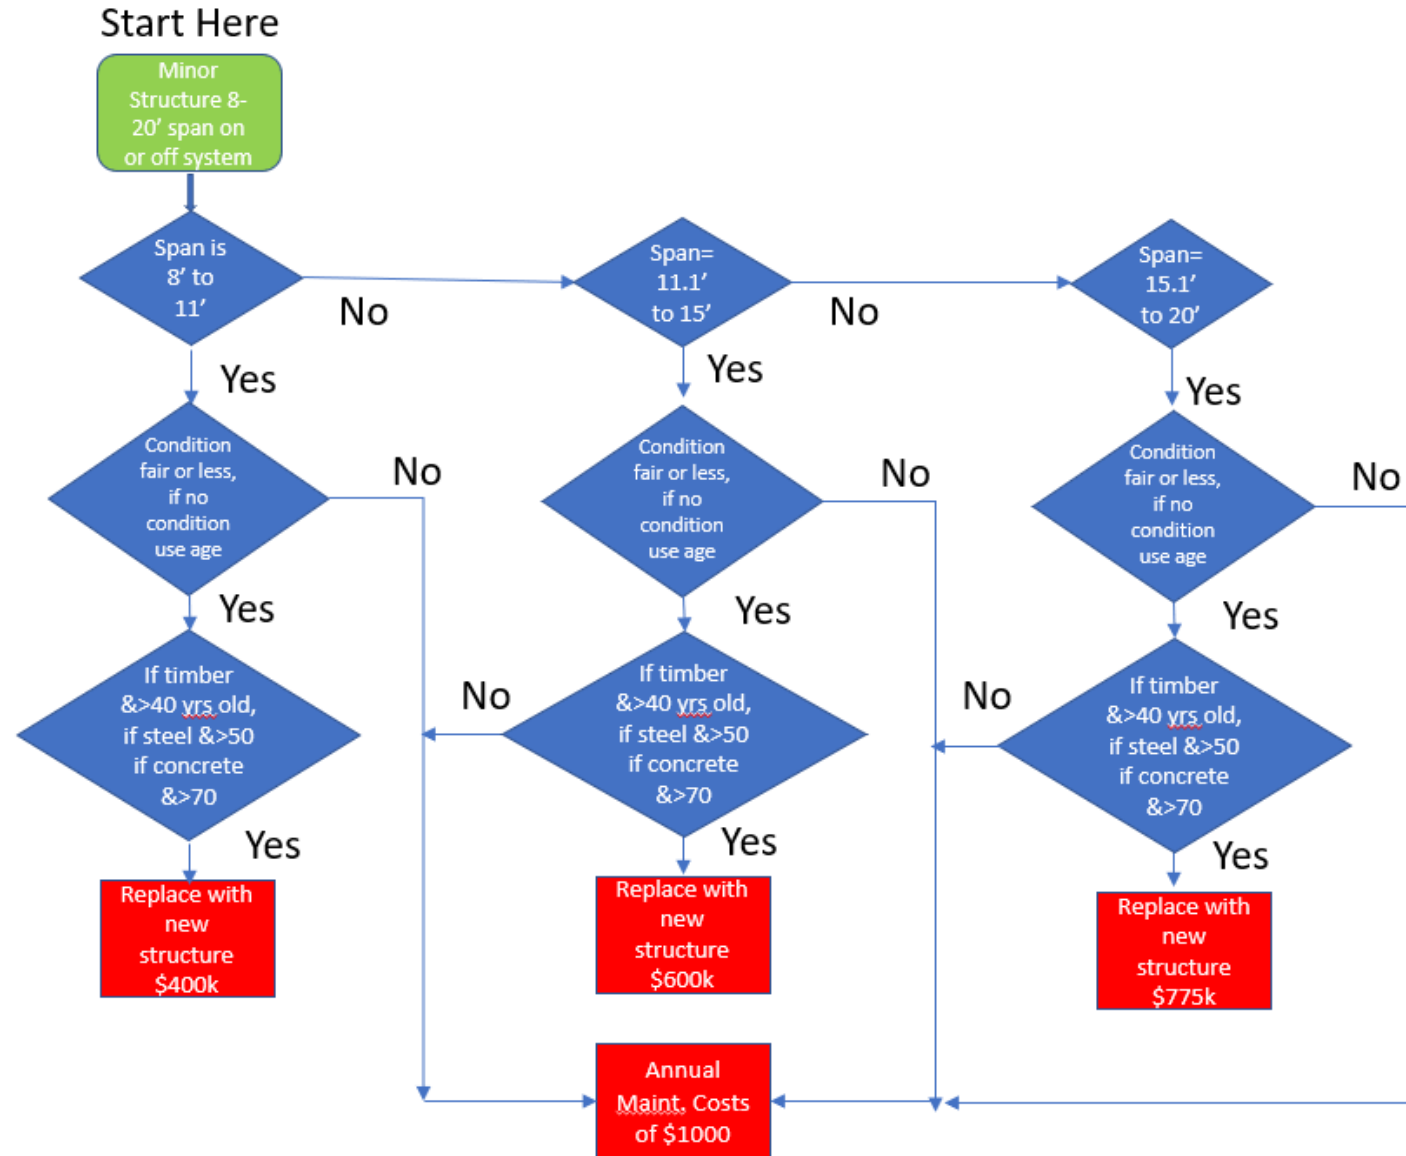 Start Here
Minor
Structure 8-
20’ span on
or off system
Span is
8’ to
11’
No
Span=
11.1’
to 15’
No
Span=
15.1’
to 20’
Yes
Yes
Yes
Condition
fair or less,
if no
condition
use age
No
Condition
fair or less,
if no
condition
use age
No
Condition
fair or less,
if no
condition
use age
No
Yes
Yes
Yes
If timber
&>40 yrs old,
if steel &>50
if concrete
&>70
No
If timber
&>40 yrs old,
if steel &>50
if concrete
&>70
No
If timber
&>40 yrs old,
if steel &>50
if concrete
&>70
Yes
Yes
Yes
Replace with
new
structure
$400k
Replace with
new
structure
$600k
Replace with
new
structure
$775k
Annual
Maint. Costs
of $1000